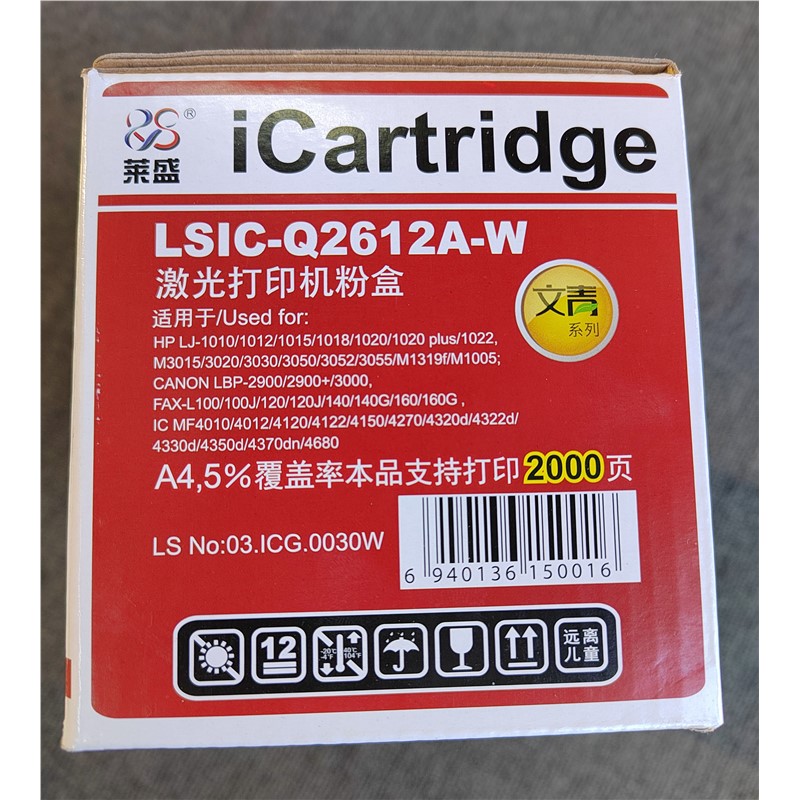 莱盛®
iCartridge
LSIC-Q2612A-W
激光打印机粉盒
文青
系列
适用于/Used for:
HP LJ-1010/1012/1015/1018/1020/1020 plus/1022,
M3015/3020/3030/3050/3052/3055/M1319f/M1005;
CANON LBP-2900/2900+/3000,
FAX-L100/100J/120/120J/140/140G/160/160G ,
IC MF4010/4012/4120/4122/4150/4270/4320d/4322d/
4330d/4350d/4370dn/4680
A4,5%覆盖率本品支持打印2000页
LS No:03.ICG.0030W
6 940136 150016
12
-20℃ 40℃
-4℉ 104℉
远离
儿童